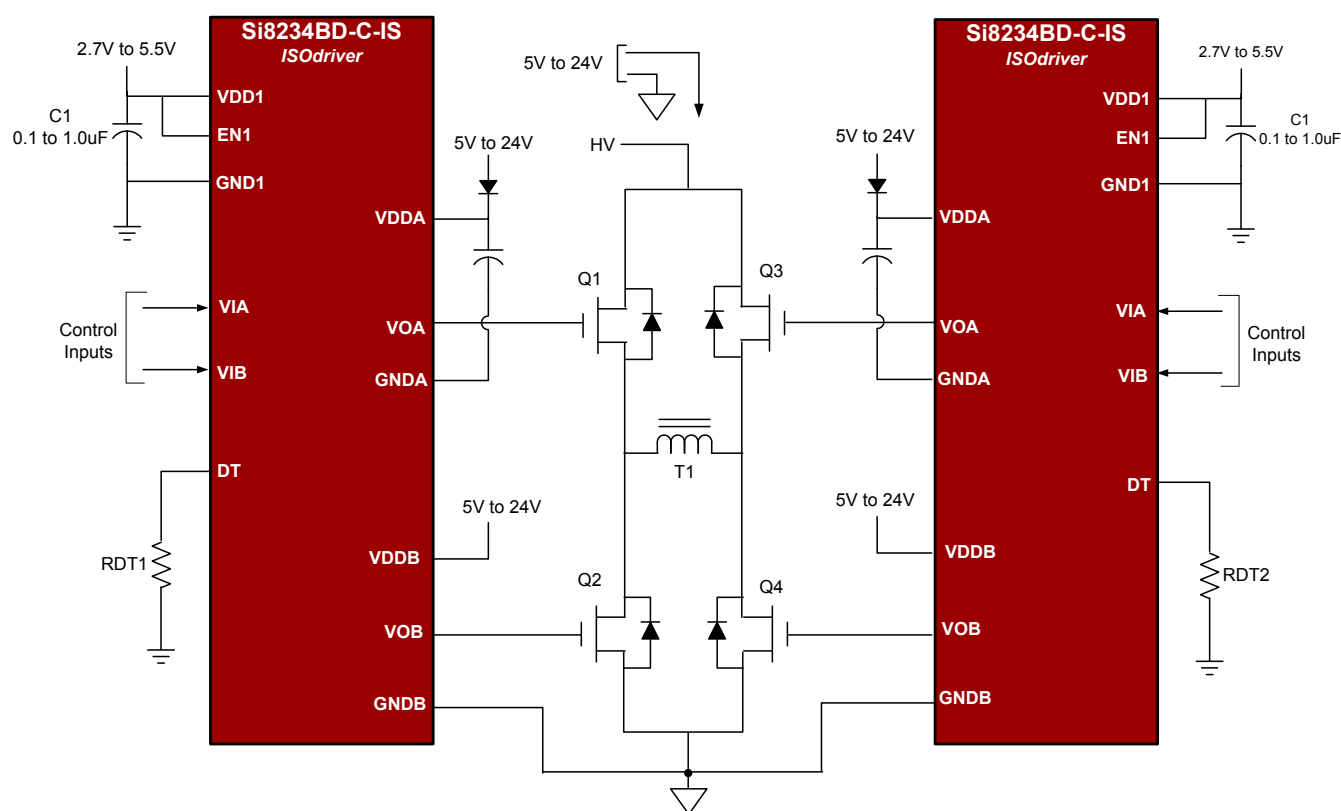 Si8234BD-C-IS
ISOdriver
2.7V to 5.5V
VDD1
C1
0.1 to 1.0uF
EN1
GND1
5V to 24V
VDDA
VIA
Control
Inputs
VOA
VIB
GNDA
DT
RDT1
5V to 24V
VDDB
VOB
GNDB
5V to 24V
HV
Q1
Q3
T1
Q2
Q4
Si8234BD-C-IS
ISOdriver
2.7V to 5.5V
VDD1
C1
0.1 to 1.0uF
EN1
GND1
5V to 24V
VDDA
VIA
Control
Inputs
VOA
VIB
GNDA
DT
RDT2
5V to 24V
VDDB
VOB
GNDB